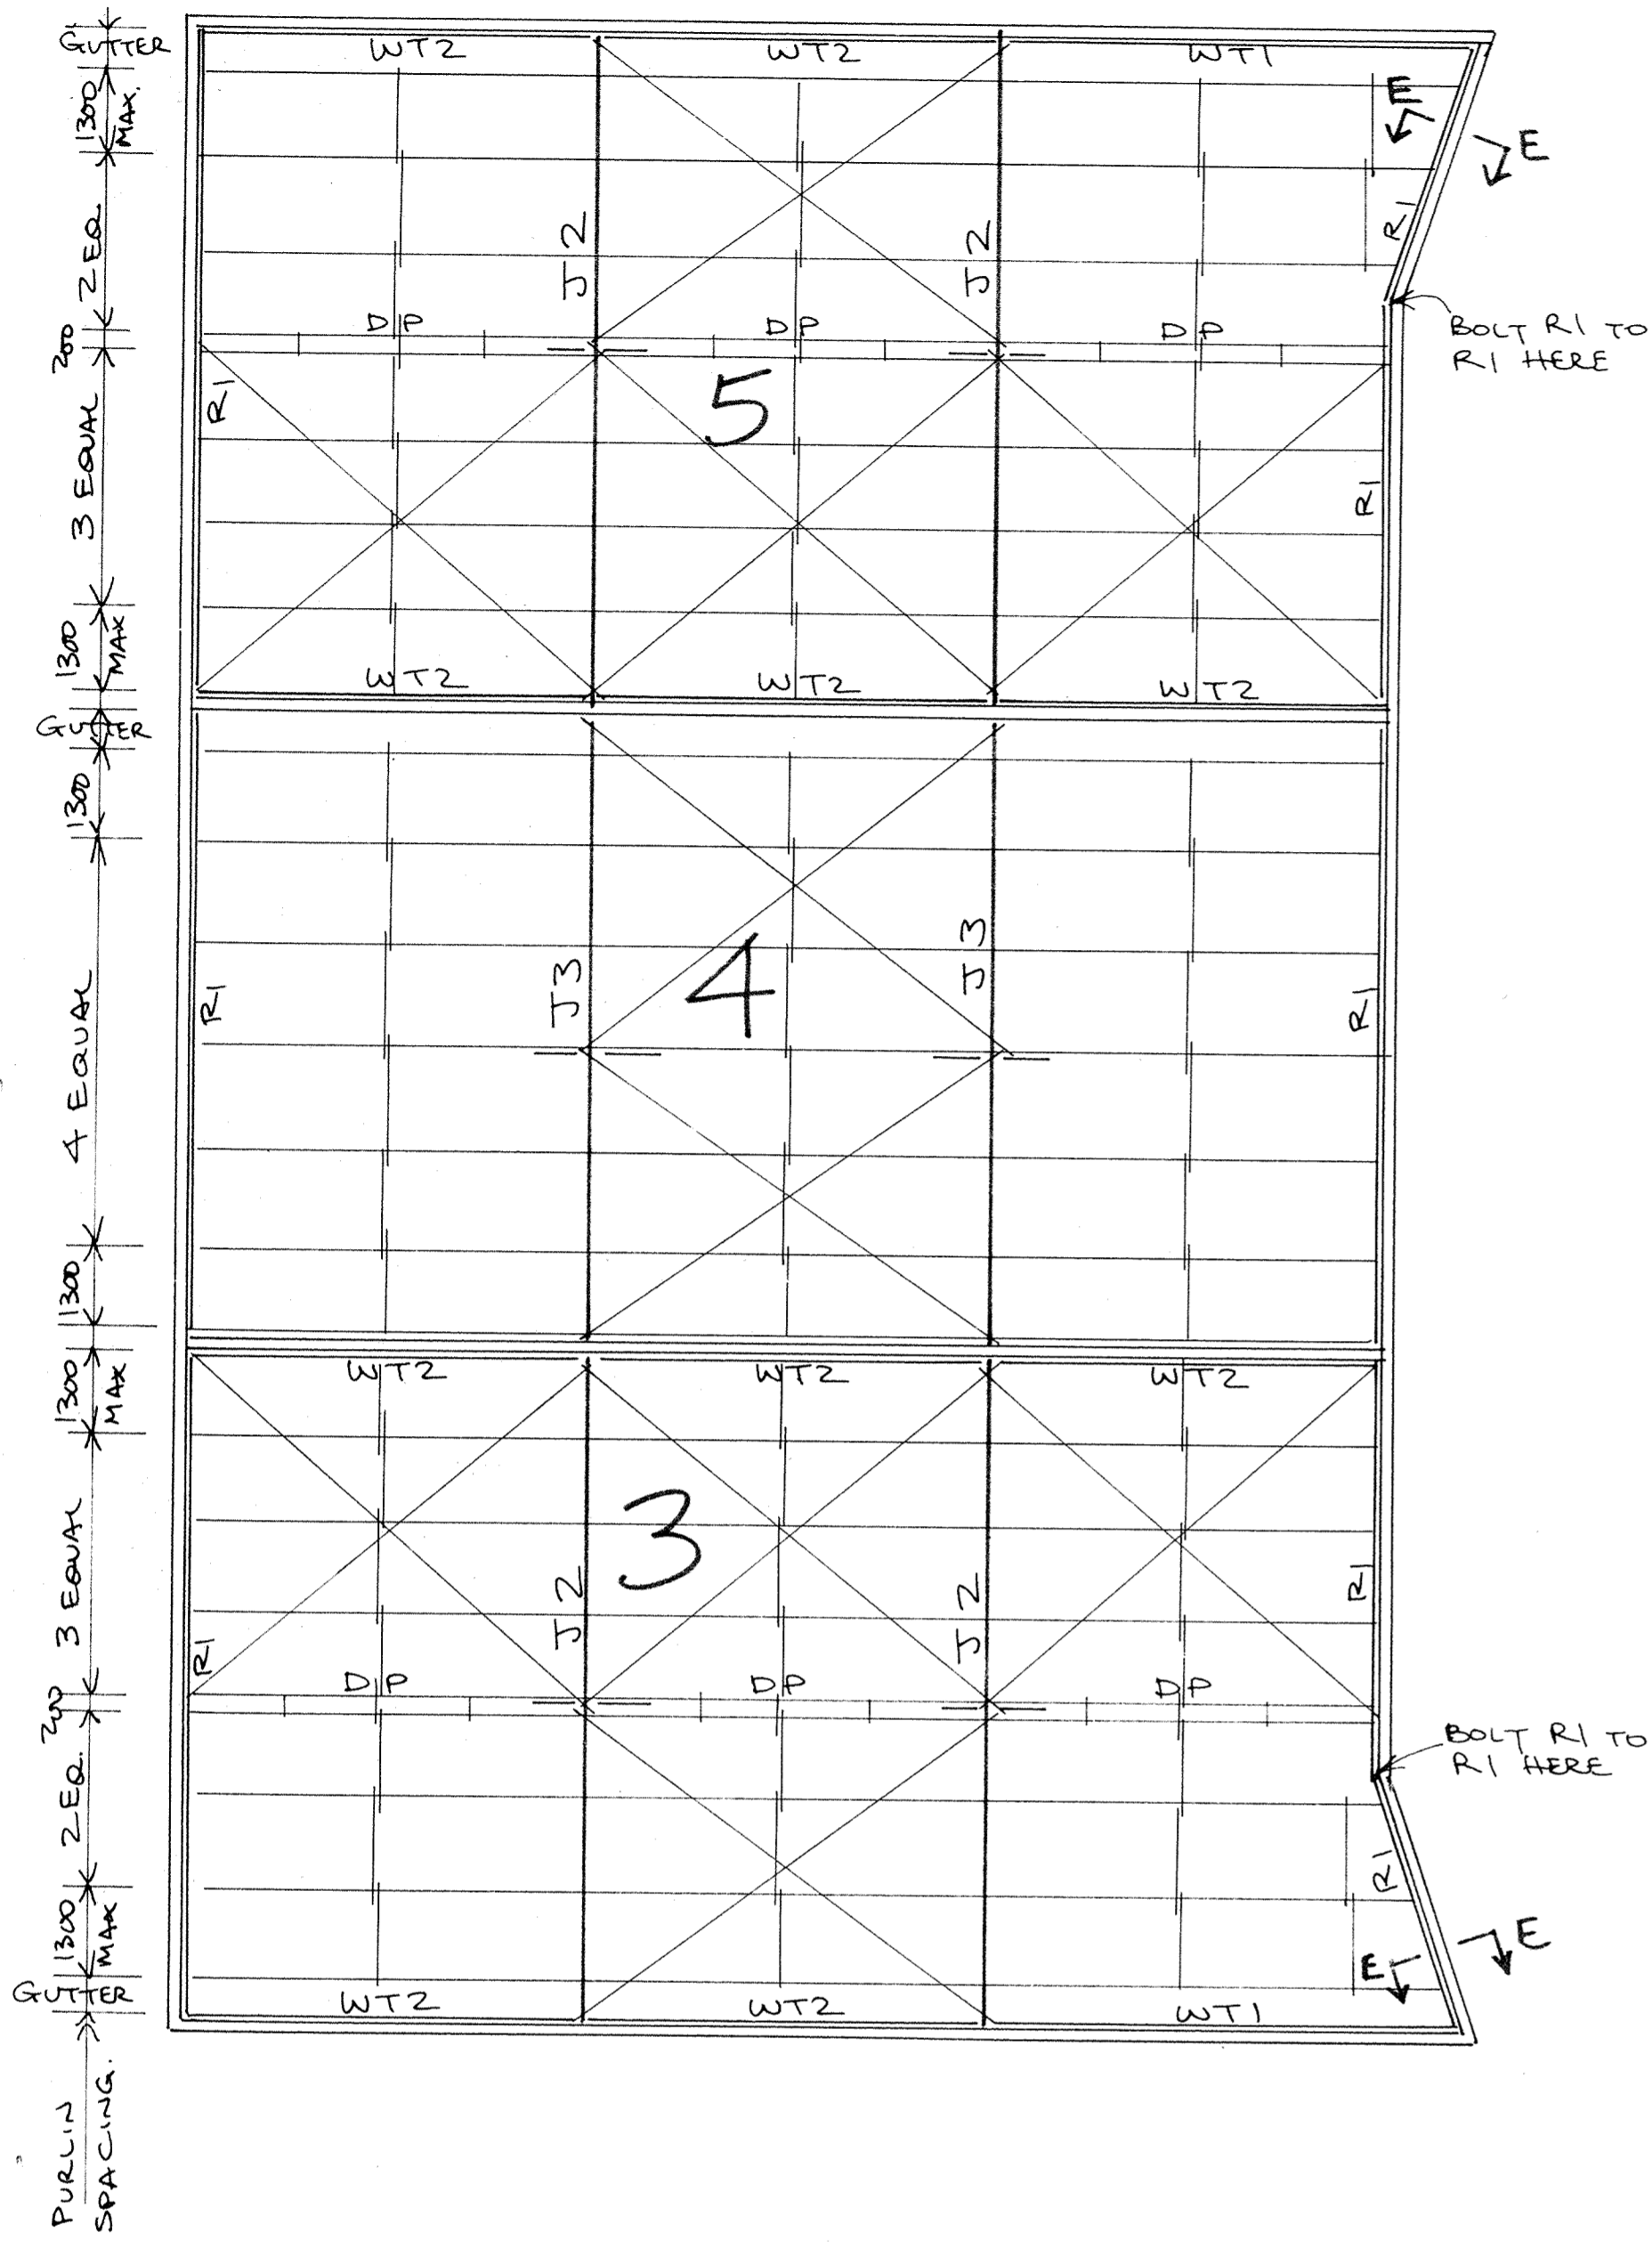 GUTTER
WT2
WT2
WT1
1300
MAX.
E
E
2 EQ.
J2
J2
R1
200
DP
DP
DP
BOLT R1 TO
R1 HERE
R1
5
3 EQUAL
R1
1300
MAX
WT2
WT2
WT2
GUTTER
1300
4 EQUAL
R1
J3
4
J3
R1
1300
1300
MAX
WT2
WT2
WT2
3 EQUAL
3
J2
J2
R1
R1
DP
DP
DP
200
BOLT R1 TO
R1 HERE
2 EQ.
R1
1300
MAX
E
E
GUTTER
WT2
WT2
WT1
PURLIN
SPACING.